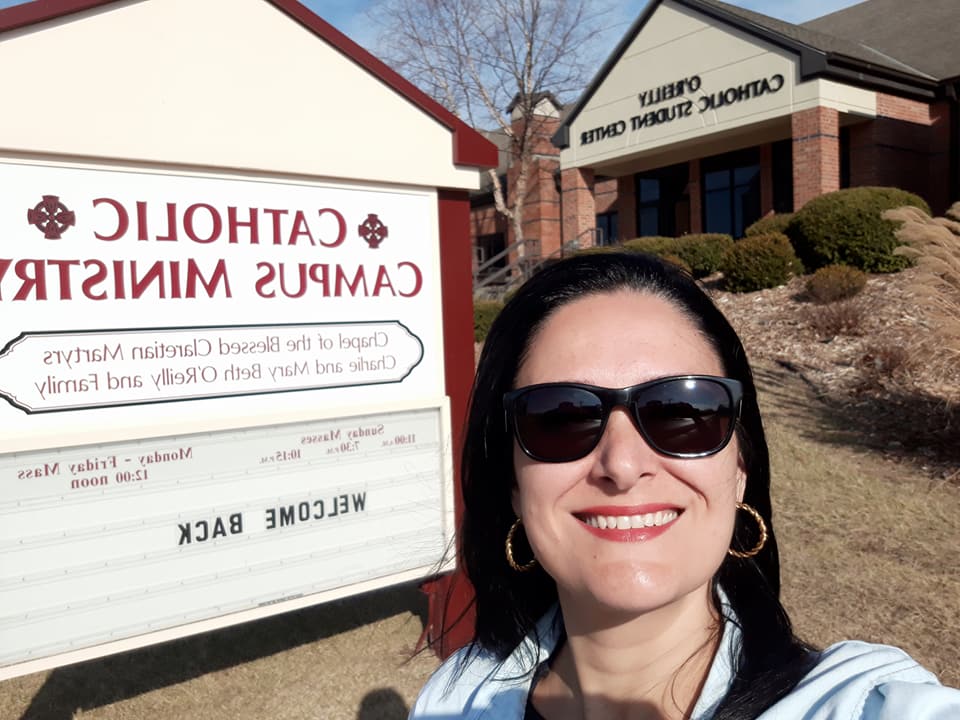 CATHOLIC
CAMPUS MINISTRY
Chapel of the Blessed Claretian Martyrs
Charlie and Mary Beth O'Reilly and Family
Sunday Masses
11:00 A.M. 7:30 P.M. 10:15 P.M.
Monday - Friday Mass
12:00 noon
WELCOME BACK
O'REILLY
CATHOLIC STUDENT CENTER